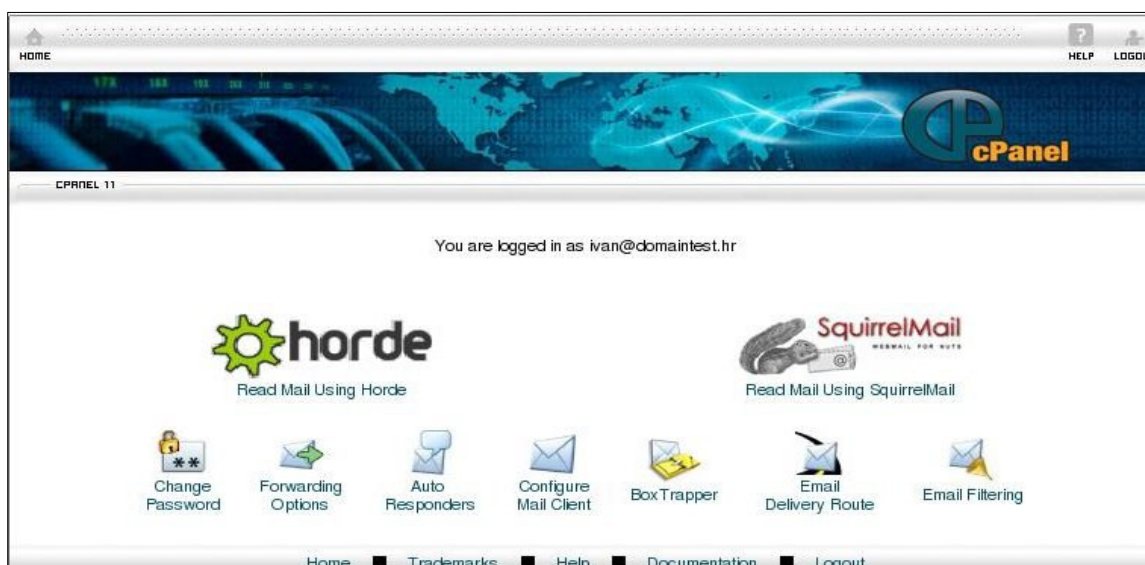 HOME
HELP LOGOU
cPanel
CPANEL 11
You are logged in as ivan@domaintest.hr
horde
SquirrelMail
WEBMAIL FOR NUTS
Read Mail Using Horde
Read Mail Using SquirrelMail
**
Change
Password
Forwarding
Options
Auto
Responders
Configure
Mail Client
BoxTrapper
Email
Delivery Route
Email Filtering
Home Trademarks Help Documentation Logout